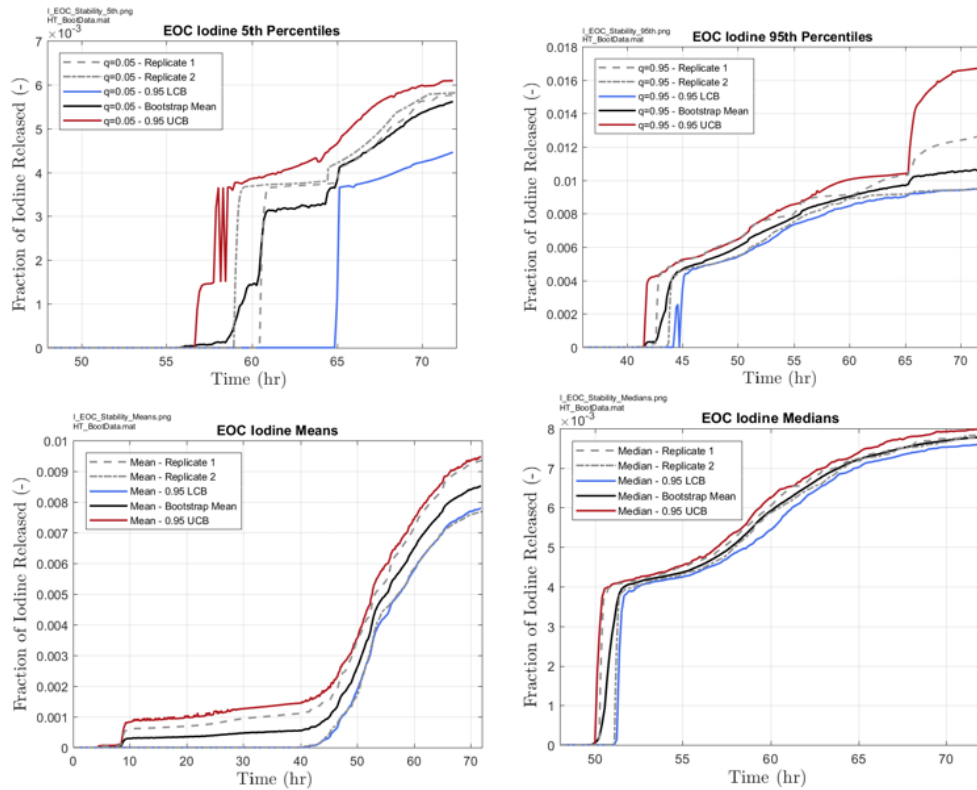 I_EOC_Stability_5th.png
HT_BootData.mat
×10⁻³
EOC Iodine 5th Percentiles
7
6
5
4
3
2
1
0
Fraction of Iodine Released (-)
q=0.05 - Replicate 1
q=0.05 - Replicate 2
q=0.05 - 0.95 LCB
q=0.05 - Bootstrap Mean
q=0.05 - 0.95 UCB
50 55 60 65 70
Time (hr)
I_EOC_Stability_95th.png
HT_BootData.mat
EOC Iodine 95th Percentiles
0.018
0.016
0.014
0.012
0.01
0.008
0.006
0.004
0.002
0
Fraction of Iodine Released (-)
q=0.95 - Replicate 1
q=0.95 - Replicate 2
q=0.95 - 0.95 LCB
q=0.95 - Bootstrap Mean
q=0.95 - 0.95 UCB
40 45 50 55 60 65 70
Time (hr)
I_EOC_Stability_Means.png
HT_BootData.mat
EOC Iodine Means
0.01
0.009
0.008
0.007
0.006
0.005
0.004
0.003
0.002
0.001
0
Fraction of Iodine Released (-)
Mean - Replicate 1
Mean - Replicate 2
Mean - 0.95 LCB
Mean - Bootstrap Mean
Mean - 0.95 UCB
0 10 20 30 40 50 60 70
Time (hr)
I_EOC_Stability_Medians.png
HT_BootData.mat
×10⁻³
EOC Iodine Medians
8
7
6
5
4
3
2
1
0
Fraction of Iodine Released (-)
Median - Replicate 1
Median - Replicate 2
Median - 0.95 LCB
Median - Bootstrap Mean
Median - 0.95 UCB
50 55 60 65 70
Time (hr)